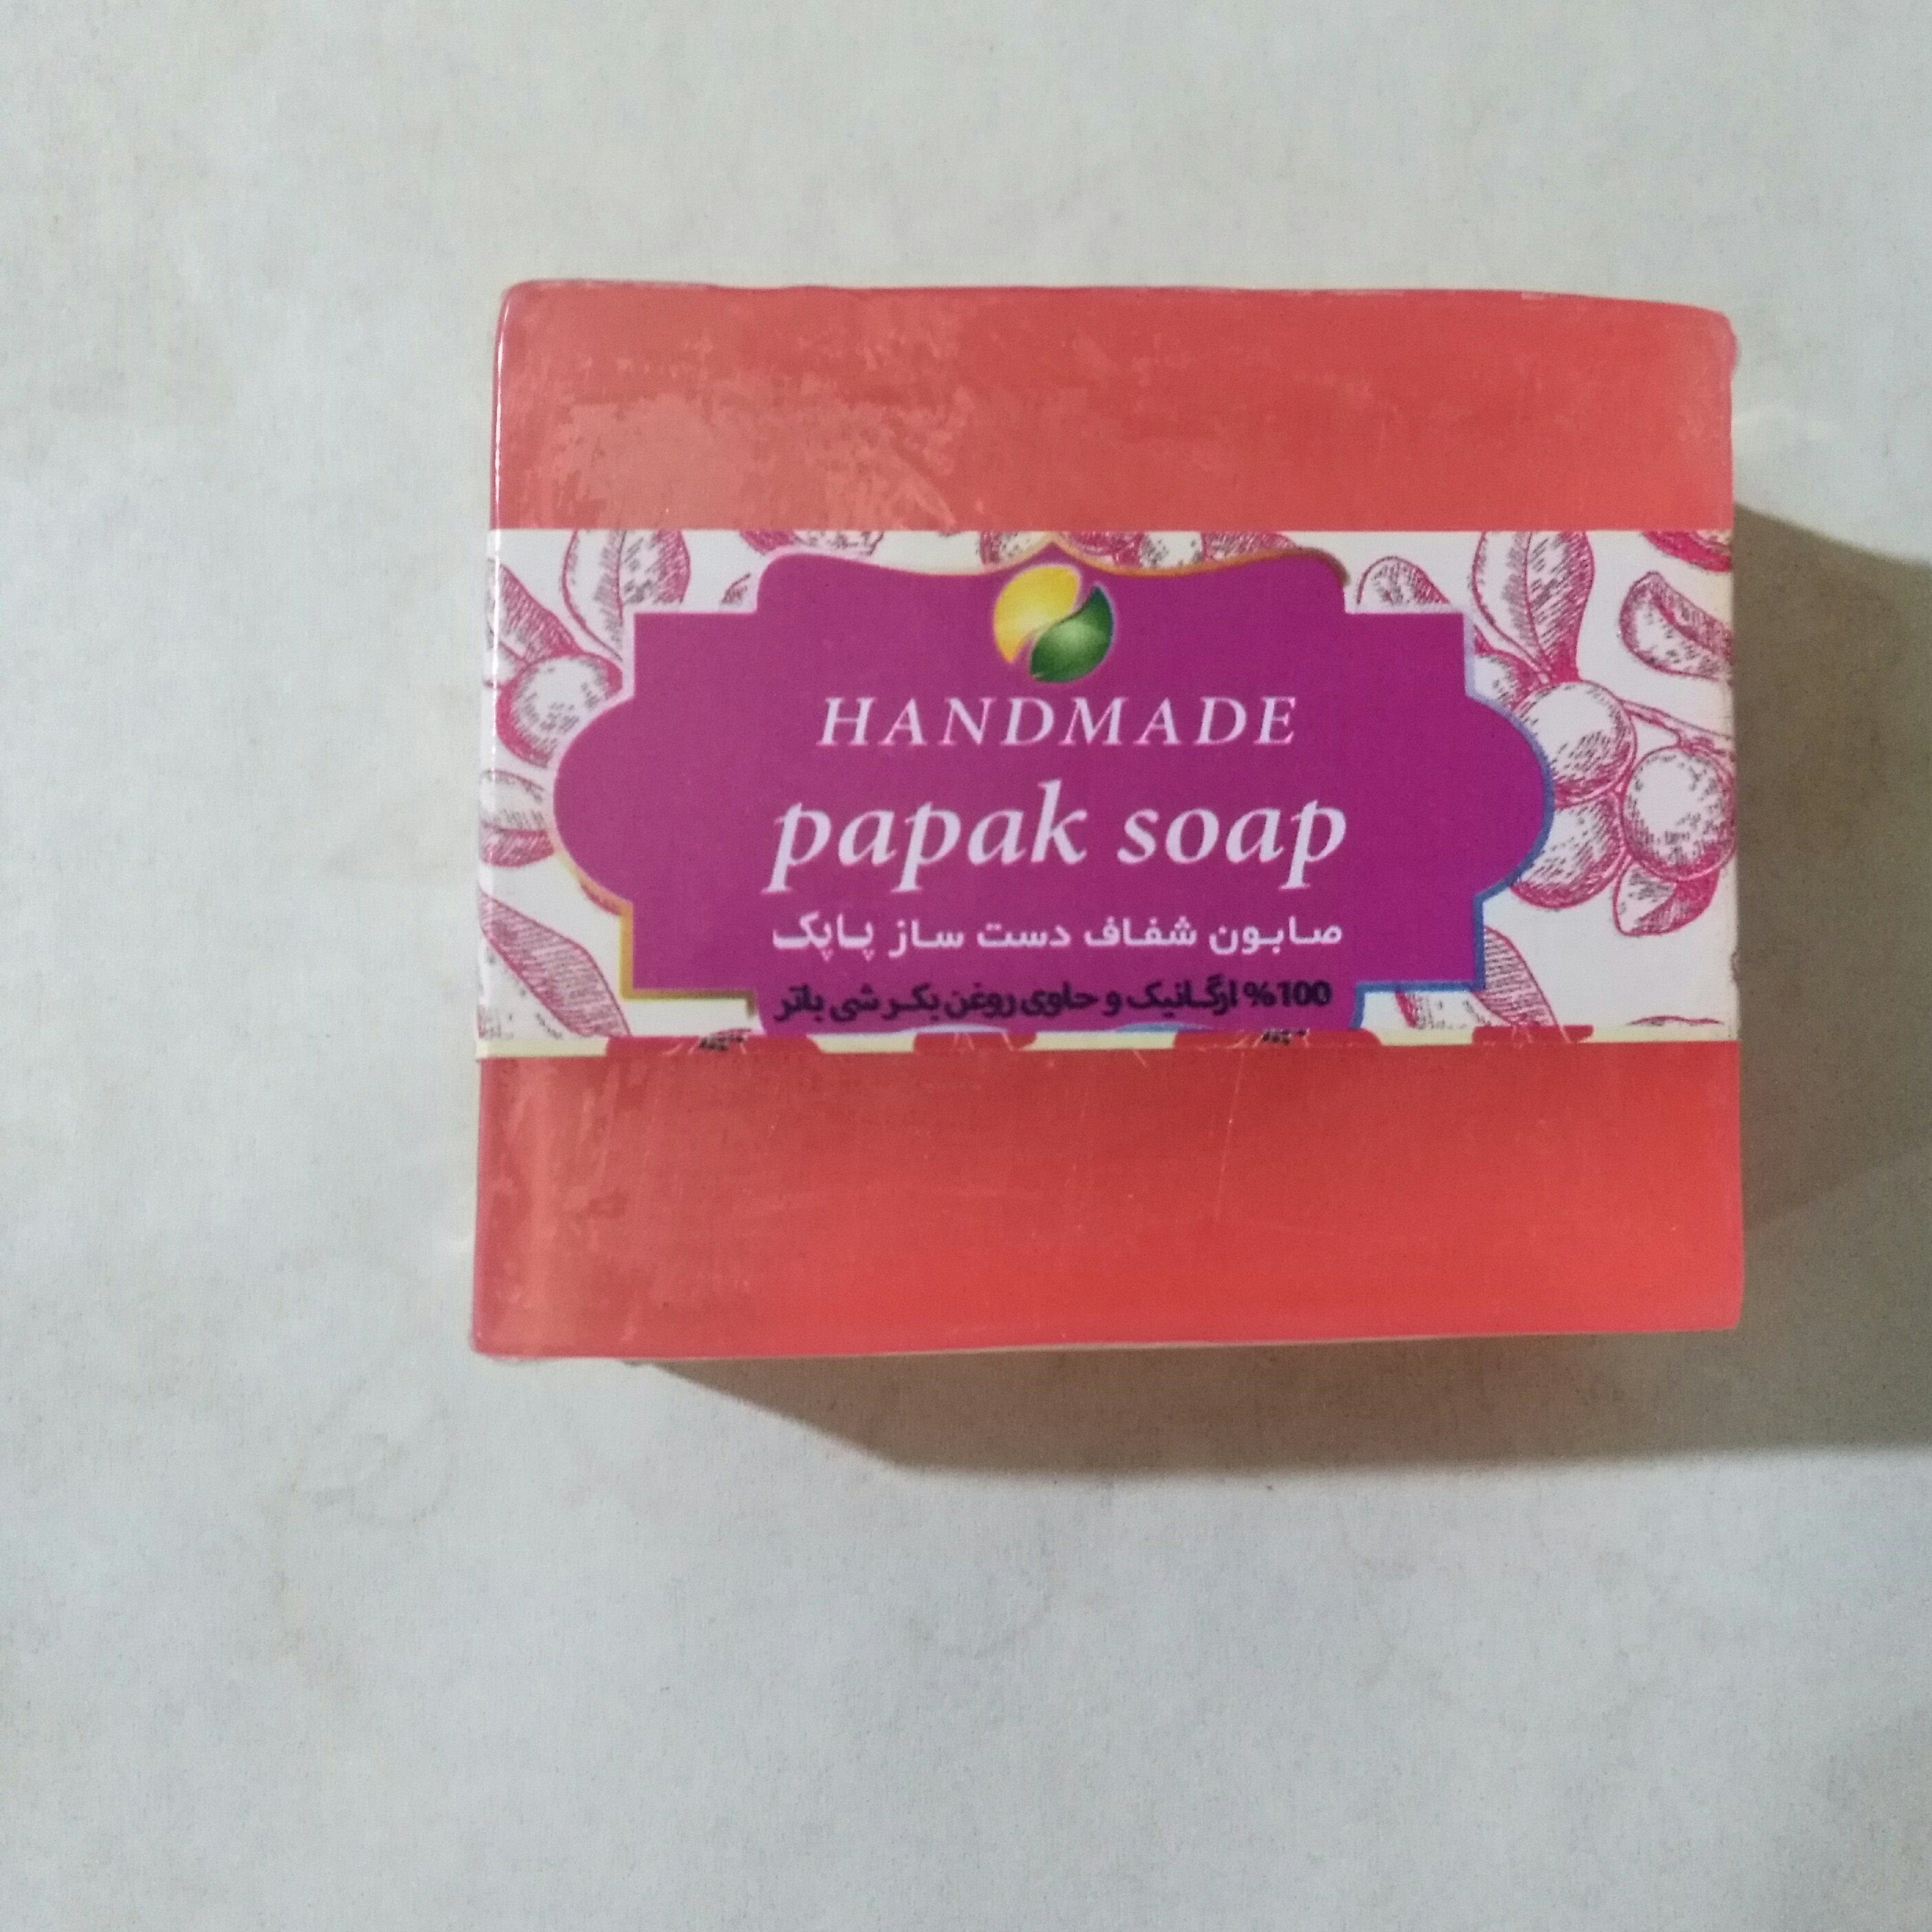 HANDMADE
papak soap
صابون شفاف دست ساز پاپک
%100 ارگانیک و حاوی روغن بکر شی باتر